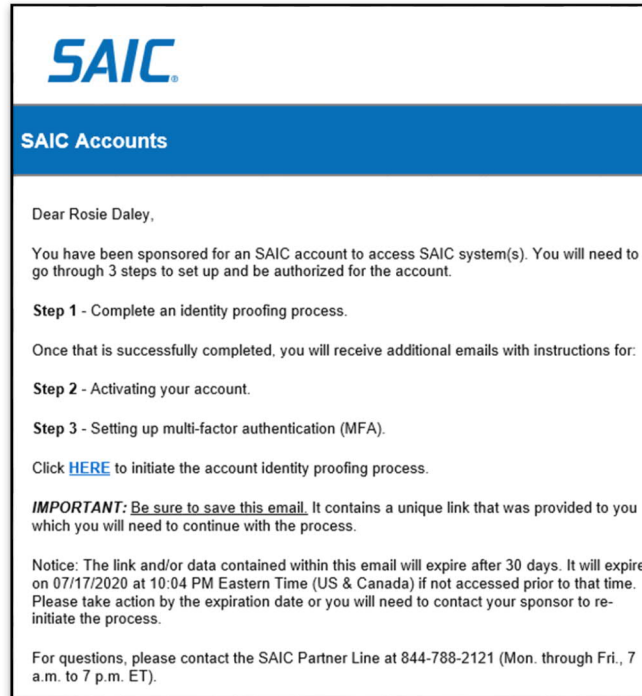 SAIC®
SAIC Accounts
Dear Rosie Daley,
You have been sponsored for an SAIC account to access SAIC system(s). You will need to
go through 3 steps to set up and be authorized for the account.
Step 1 - Complete an identity proofing process.
Once that is successfully completed, you will receive additional emails with instructions for:
Step 2 - Activating your account.
Step 3 - Setting up multi-factor authentication (MFA).
Click HERE to initiate the account identity proofing process.
IMPORTANT: Be sure to save this email. It contains a unique link that was provided to you
which you will need to continue with the process.
Notice: The link and/or data contained within this email will expire after 30 days. It will expire
on 07/17/2020 at 10:04 PM Eastern Time (US & Canada) if not accessed prior to that time.
Please take action by the expiration date or you will need to contact your sponsor to re-
initiate the process.
For questions, please contact the SAIC Partner Line at 844-788-2121 (Mon. through Fri., 7
a.m. to 7 p.m. ET).